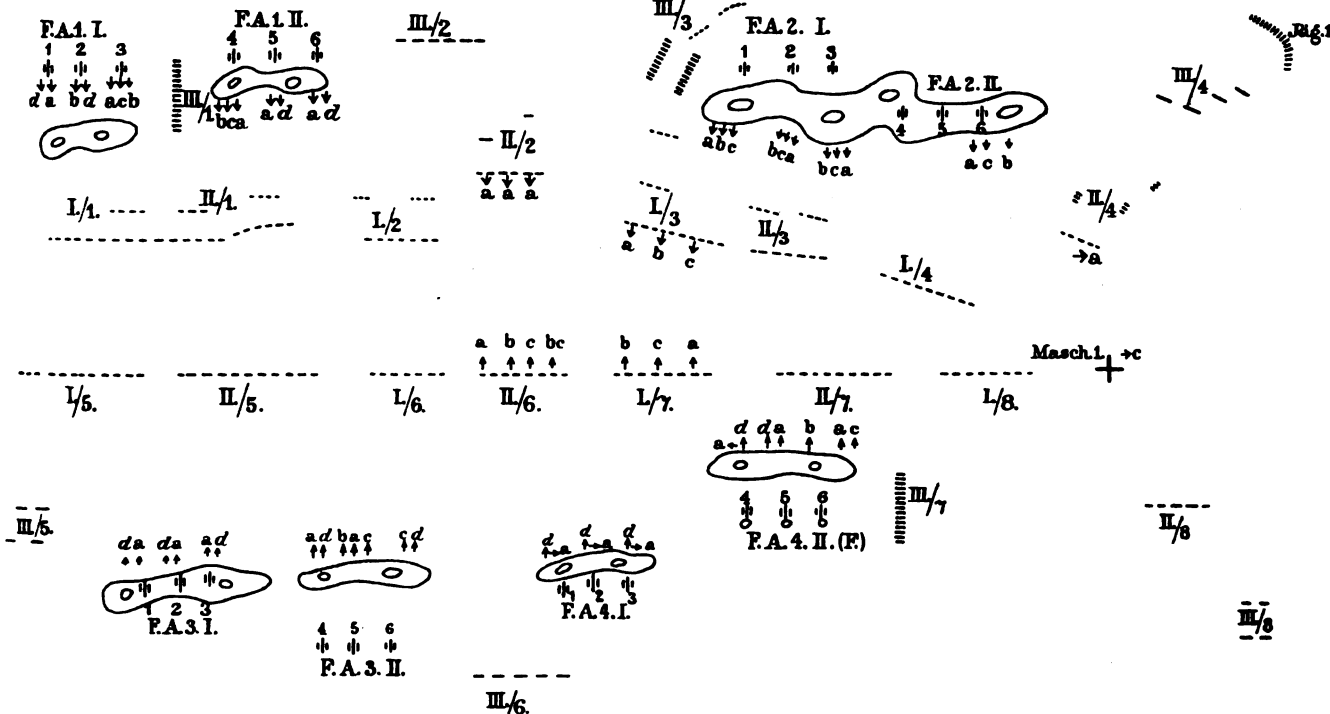 F.A.1. I.
1 2 3
d a b d a c b
III/1
F.A.1. II.
4 5 6
b c a a d a d
III/2
II/2
a a a
III/3
F.A. 2. I.
1 2 3
a b c b c a b c a
F.A.2. II.
4 5 6
a c b
III/4
Jäg.1
I./1.
II/1.
I./2
I./3
a b c
II/3
I./4
II/4
a
a b c bc
b c a
Masch.1. c
I/5.
II/5.
I./6.
II/6.
I./7.
II/7.
I./8.
a d d a b a c
4 5 6
F.A.4. II.(F.)
III/7
II/8
III/5.
d a d a a d
1 2 3
F.A.3. I.
a d b a c c d
4 5 6
F.A. 3. II.
d a d a d a
1 2 3
F.A.4.I.
III/8
III/6.